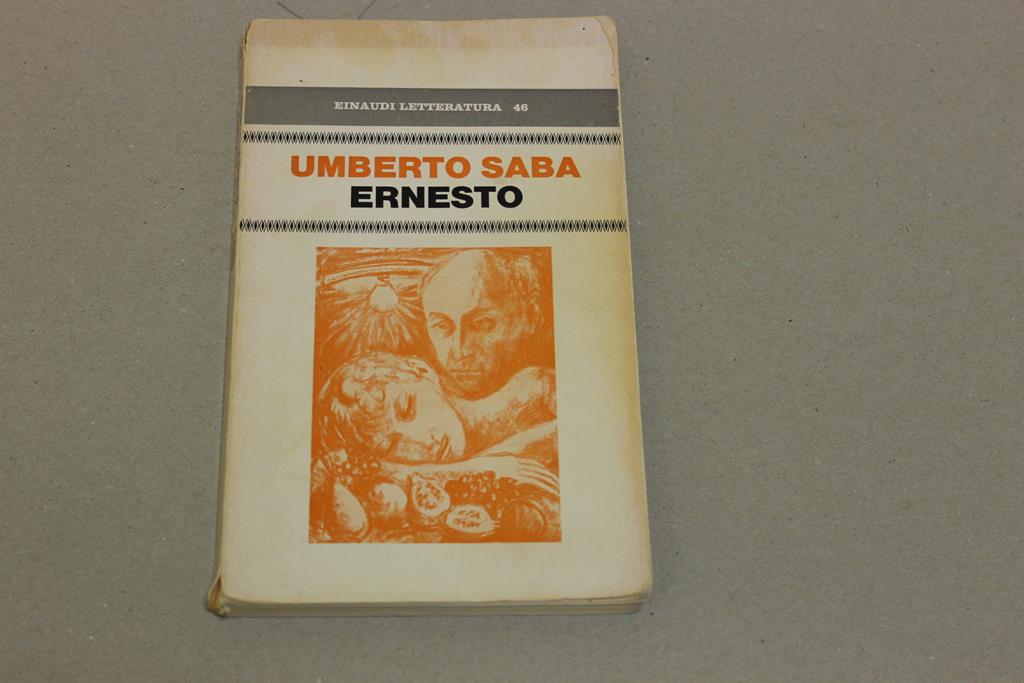 EINAUDI LETTERATURA 46
UMBERTO SABA
ERNESTO